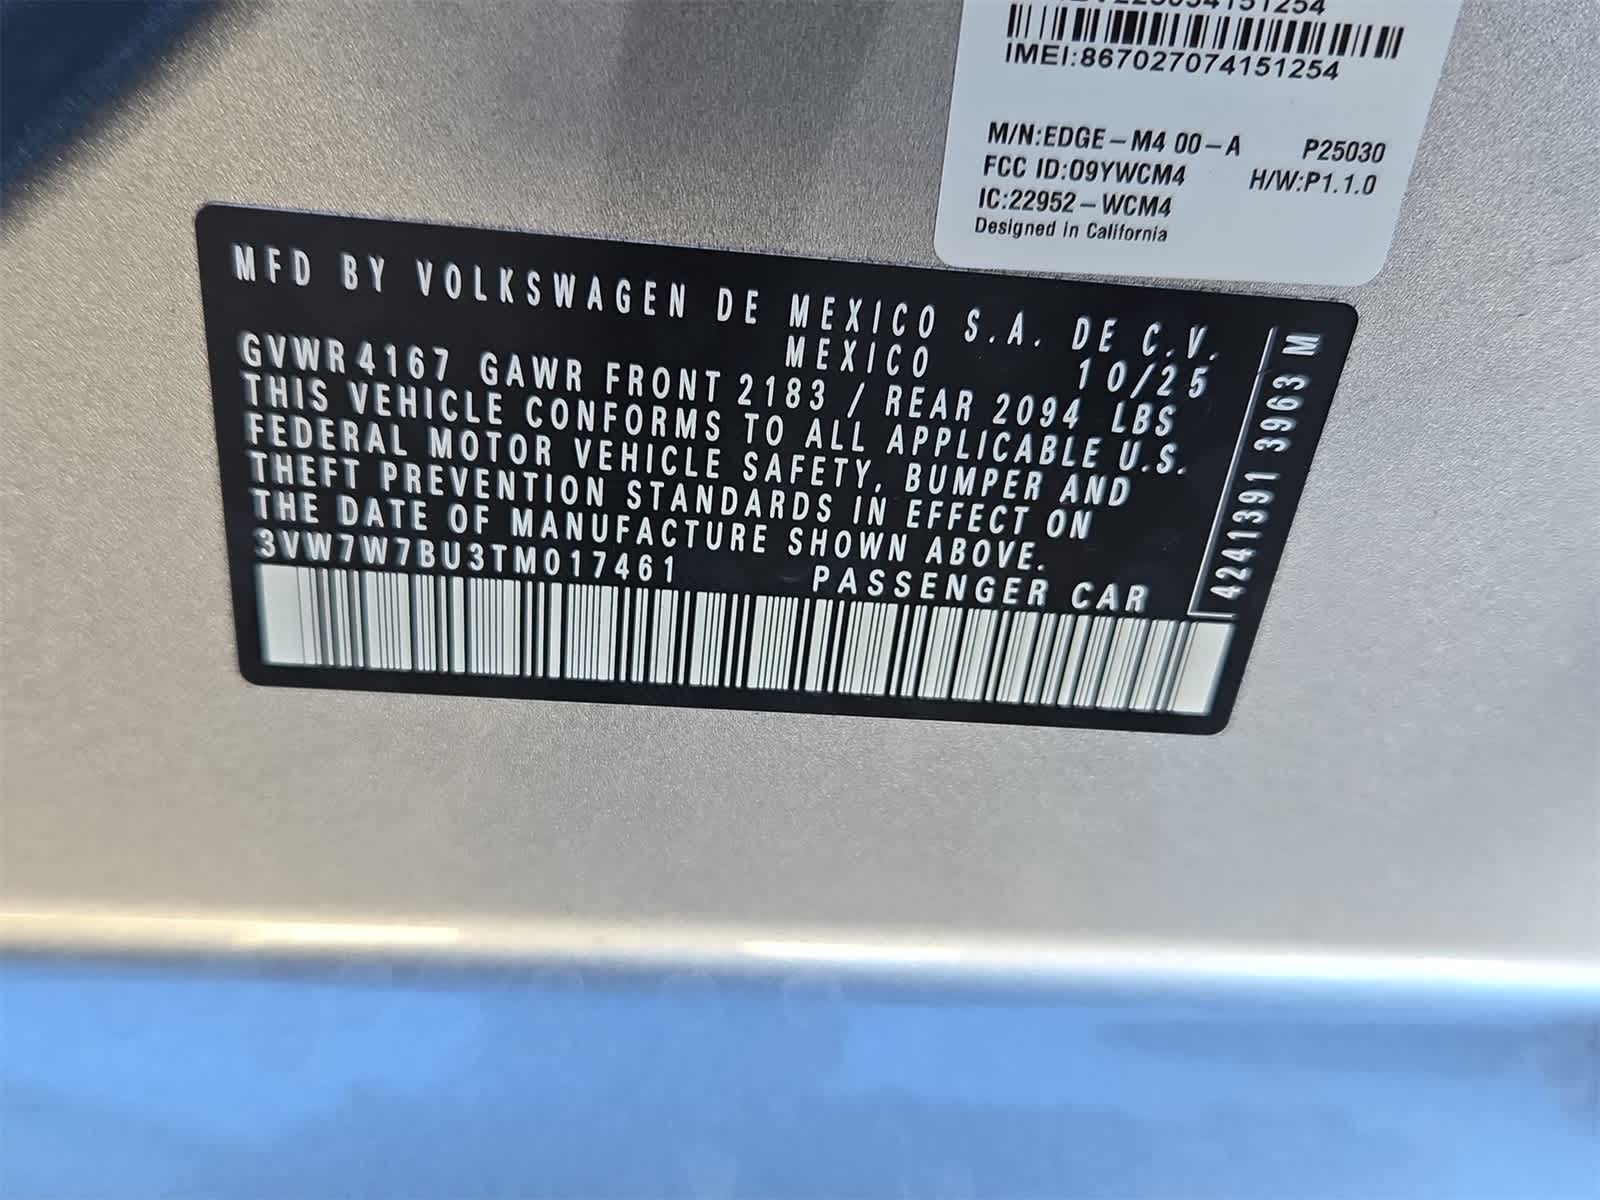 IMEI:867027074151254
M/N:EDGE-M4 00-A P25030
FCC ID:O9YWCM4 H/W:P1.1.0
IC:22952-WCM4
Designed in California
MFD BY VOLKSWAGEN DE MEXICO S.A. DE C.V.
MEXICO 10/25
GVWR 4167 GAWR FRONT 2183 / REAR 2094 LBS
THIS VEHICLE CONFORMS TO ALL APPLICABLE U.S.
FEDERAL MOTOR VEHICLE SAFETY, BUMPER AND
THEFT PREVENTION STANDARDS IN EFFECT ON
THE DATE OF MANUFACTURE SHOWN ABOVE.
3VW7W7BU3TM017461 PASSENGER CAR
4241391 3963 M